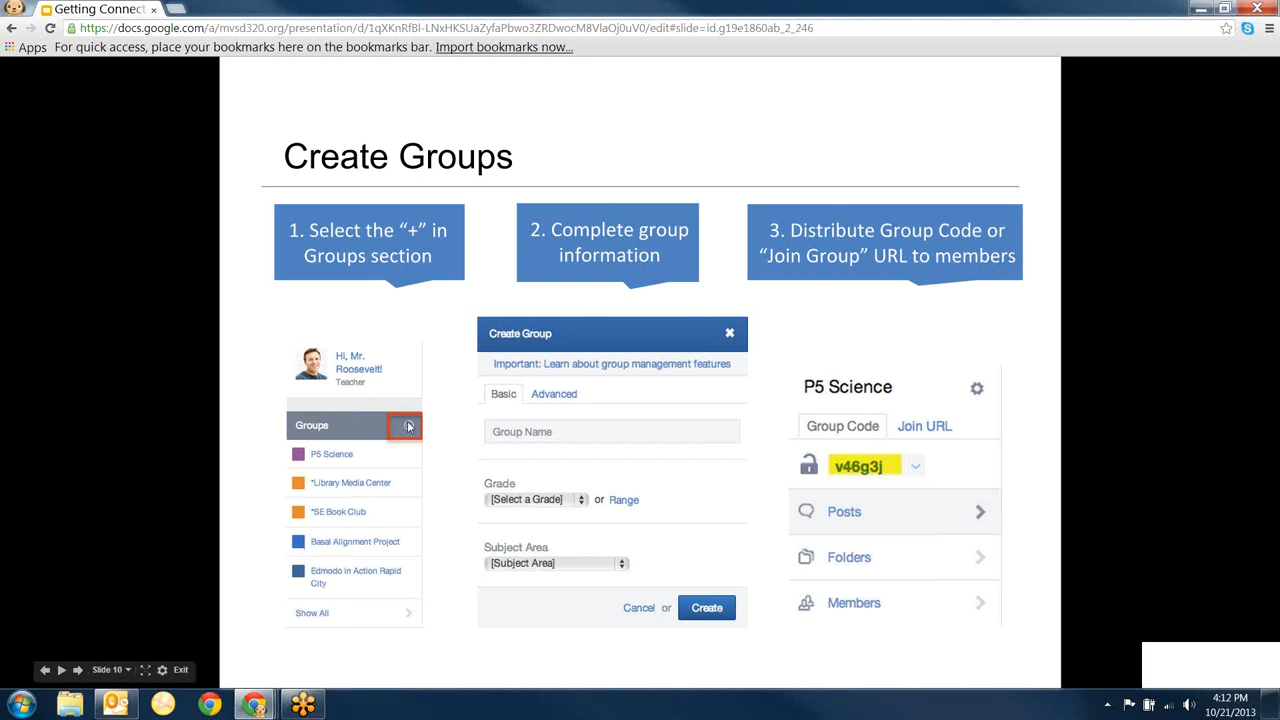 Getting Connect
https://docs.google.com/a/mvsd320.org/presentation/d/1qXKnRfBl-LNxHKSUaZyfaPbwo3ZRDwcM8VlaOj0uV0/edit#slide=id.g19e1860ab_2_246
Apps For quick access, place your bookmarks here on the bookmarks bar. Import bookmarks now...
Create Groups
1. Select the “+” in
Groups section
2. Complete group
information
3. Distribute Group Code or
“Join Group” URL to members
Hi, Mr.
Roosevelt!
Teacher
Groups
P5 Science
*Library Media Center
*SE Book Club
Basal Alignment Project
Edmodo in Action Rapid
City
Show All
Create Group
Important: Learn about group management features
Basic Advanced
Group Name
Grade
[Select a Grade] or Range
Subject Area
[Subject Area]
Cancel or Create
P5 Science
Group Code Join URL
v46g3j
Posts
Folders
Members
Slide 10 Exit
4:12 PM
10/21/2013